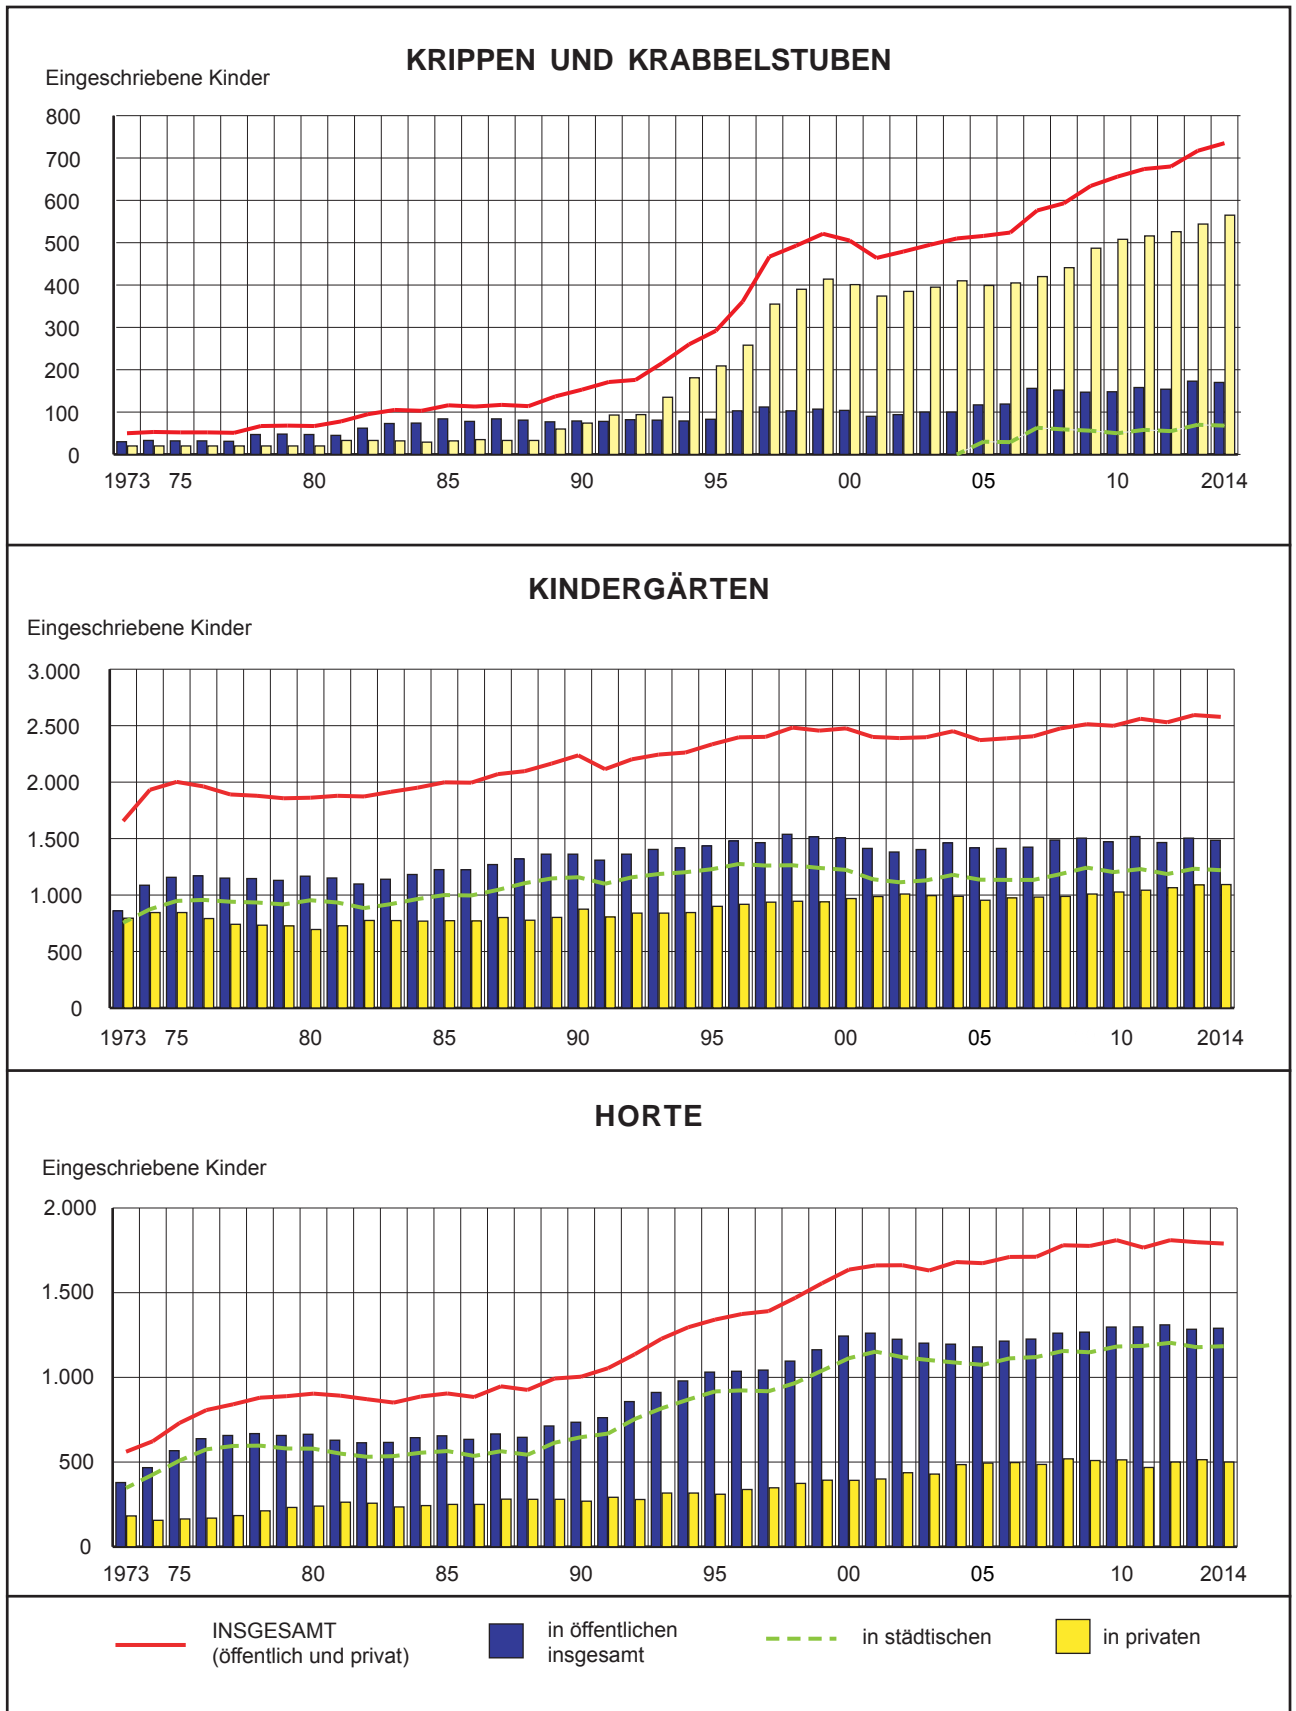 KRIPPEN UND KRABBELSTUBEN
Eingeschriebene Kinder
800
700
600
500
400
300
200
100
0
1973 75 80 85 90 95 00 05 10 2014
KINDERGÄRTEN
Eingeschriebene Kinder
3.000
2.500
2.000
1.500
1.000
500
0
1973 75 80 85 90 95 00 05 10 2014
HORTE
Eingeschriebene Kinder
2.000
1.500
1.000
500
0
1973 75 80 85 90 95 00 05 10 2014
INSGESAMT
(öffentlich und privat)
in öffentlichen
insgesamt
in städtischen
in privaten